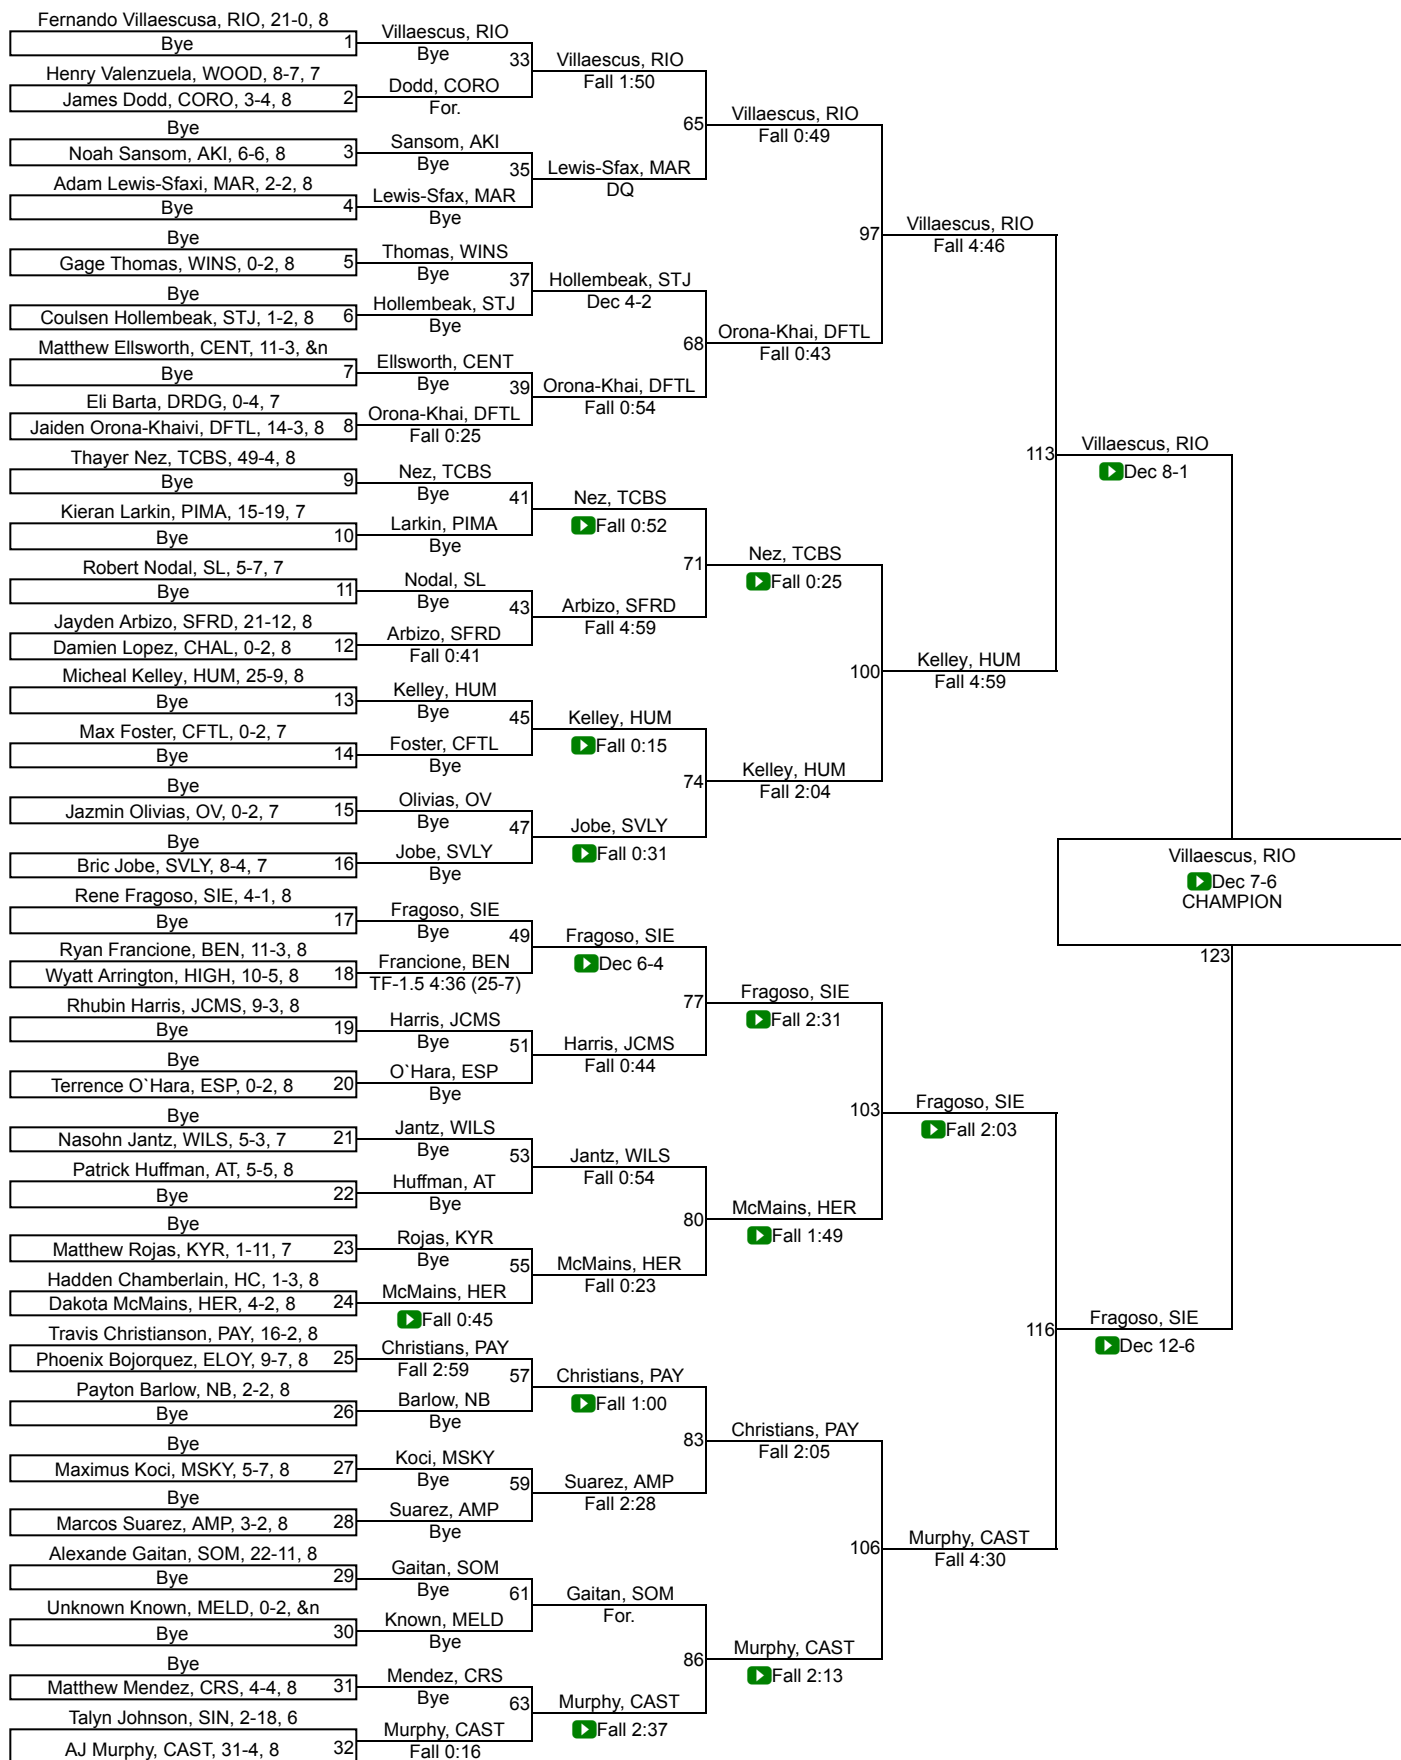 Fernando Villaescusa, RIO, 21-0, 8
Bye
1
Henry Valenzuela, WOOD, 8-7, 7
James Dodd, CORO, 3-4, 8
2
Bye
Noah Sansom, AKI, 6-6, 8
3
Adam Lewis-Sfaxi, MAR, 2-2, 8
Bye
4
Bye
Gage Thomas, WINS, 0-2, 8
5
Bye
Coulsen Hollembeak, STJ, 1-2, 8
6
Matthew Ellsworth, CENT, 11-3, &n
Bye
7
Eli Barta, DRDG, 0-4, 7
Jaiden Orona-Khaivi, DFTL, 14-3, 8
8
Thayer Nez, TCBS, 49-4, 8
Bye
9
Kieran Larkin, PIMA, 15-19, 7
Bye
10
Robert Nodal, SL, 5-7, 7
Bye
11
Jayden Arbizo, SFRD, 21-12, 8
Damien Lopez, CHAL, 0-2, 8
12
Micheal Kelley, HUM, 25-9, 8
Bye
13
Max Foster, CFTL, 0-2, 7
Bye
14
Bye
Jazmin Olivias, OV, 0-2, 7
15
Bye
Bric Jobe, SVLY, 8-4, 7
16
Rene Fragoso, SIE, 4-1, 8
Bye
17
Ryan Francione, BEN, 11-3, 8
Wyatt Arrington, HIGH, 10-5, 8
18
Rhubin Harris, JCMS, 9-3, 8
Bye
19
Bye
Terrence O`Hara, ESP, 0-2, 8
20
Bye
Nasohn Jantz, WILS, 5-3, 7
21
Patrick Huffman, AT, 5-5, 8
Bye
22
Bye
Matthew Rojas, KYR, 1-11, 7
23
Hadden Chamberlain, HC, 1-3, 8
Dakota McMains, HER, 4-2, 8
24
Travis Christianson, PAY, 16-2, 8
Phoenix Bojorquez, ELOY, 9-7, 8
25
Payton Barlow, NB, 2-2, 8
Bye
26
Bye
Maximus Koci, MSKY, 5-7, 8
27
Bye
Marcos Suarez, AMP, 3-2, 8
28
Alexande Gaitan, SOM, 22-11, 8
Bye
29
Unknown Known, MELD, 0-2, &n
Bye
30
Bye
Matthew Mendez, CRS, 4-4, 8
31
Talyn Johnson, SIN, 2-18, 6
AJ Murphy, CAST, 31-4, 8
32
Villaescus, RIO
Bye
33
Dodd, CORO
For.
Sansom, AKI
Bye
35
Lewis-Sfax, MAR
Bye
Thomas, WINS
Bye
37
Hollembeak, STJ
Bye
Ellsworth, CENT
Bye
39
Orona-Khai, DFTL
Fall 0:25
Nez, TCBS
Bye
41
Larkin, PIMA
Bye
Nodal, SL
Bye
43
Arbizo, SFRD
Fall 0:41
Kelley, HUM
Bye
45
Foster, CFTL
Bye
Olivias, OV
Bye
47
Jobe, SVLY
Bye
Fragoso, SIE
Bye
49
Francione, BEN
TF-1.5 4:36 (25-7)
Harris, JCMS
Bye
51
O`Hara, ESP
Bye
Jantz, WILS
Bye
53
Huffman, AT
Bye
Rojas, KYR
Bye
55
McMains, HER
Fall 0:45
Christians, PAY
Fall 2:59
57
Barlow, NB
Bye
Koci, MSKY
Bye
59
Suarez, AMP
Bye
Gaitan, SOM
Bye
61
Known, MELD
Bye
Mendez, CRS
Bye
63
Murphy, CAST
Fall 0:16
Villaescus, RIO
Fall 1:50
65
Lewis-Sfax, MAR
DQ
Hollembeak, STJ
Dec 4-2
68
Orona-Khai, DFTL
Fall 0:54
Nez, TCBS
Fall 0:52
71
Arbizo, SFRD
Fall 4:59
Kelley, HUM
Fall 0:15
74
Jobe, SVLY
Fall 0:31
Fragoso, SIE
Dec 6-4
77
Harris, JCMS
Fall 0:44
Jantz, WILS
Fall 0:54
80
McMains, HER
Fall 0:23
Christians, PAY
Fall 1:00
83
Suarez, AMP
Fall 2:28
Gaitan, SOM
For.
86
Murphy, CAST
Fall 2:37
Villaescus, RIO
Fall 0:49
97
Orona-Khai, DFTL
Fall 0:43
Nez, TCBS
Fall 0:25
100
Kelley, HUM
Fall 2:04
Fragoso, SIE
Fall 2:31
103
McMains, HER
Fall 1:49
Christians, PAY
Fall 2:05
106
Murphy, CAST
Fall 2:13
Villaescus, RIO
Fall 4:46
113
Kelley, HUM
Fall 4:59
Fragoso, SIE
Fall 2:03
116
Murphy, CAST
Fall 4:30
Villaescus, RIO
Dec 8-1
Fragoso, SIE
Dec 12-6
Villaescus, RIO
Dec 7-6
CHAMPION
123